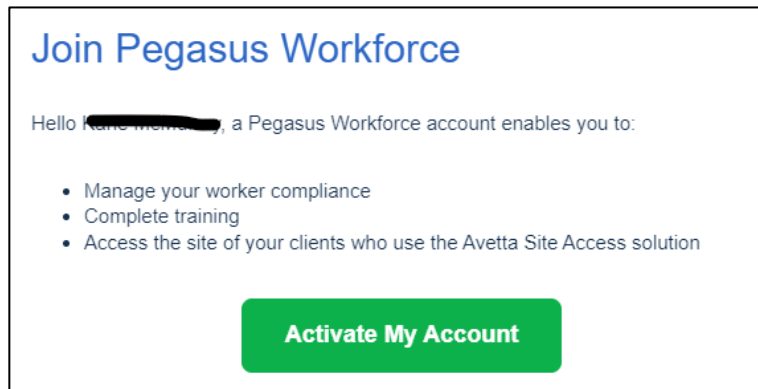 Join Pegasus Workforce
Hello , a Pegasus Workforce account enables you to:
• Manage your worker compliance
• Complete training
• Access the site of your clients who use the Avetta Site Access solution
Activate My Account